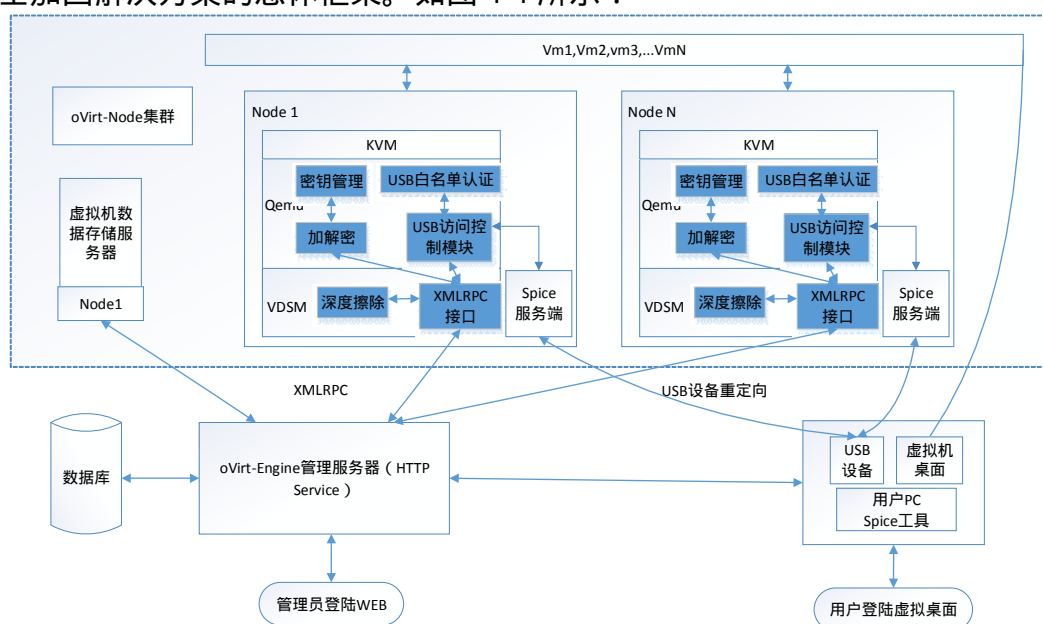 全加固解决方案的总体框架。如图 4-1 所示：
Vm1,Vm2,vm3,...VmN
oVirt-Node集群
Node 1
KVM
密钥管理
USB白名单认证
Qemu
加解密
USB访问控
制模块
VDSM
深度擦除
XMLRPC
接口
Spice
服务端
Node N
KVM
密钥管理
USB白名单认证
Qemu
加解密
USB访问控
制模块
VDSM
深度擦除
XMLRPC
接口
Spice
服务端
虚拟机数
据存储服
务器
Node1
XMLRPC
USB设备重定向
数据库
oVirt-Engine管理服务器（HTTP
Service）
USB
设备
虚拟机
桌面
用户PC
Spice工具
管理员登陆WEB
用户登陆虚拟桌面